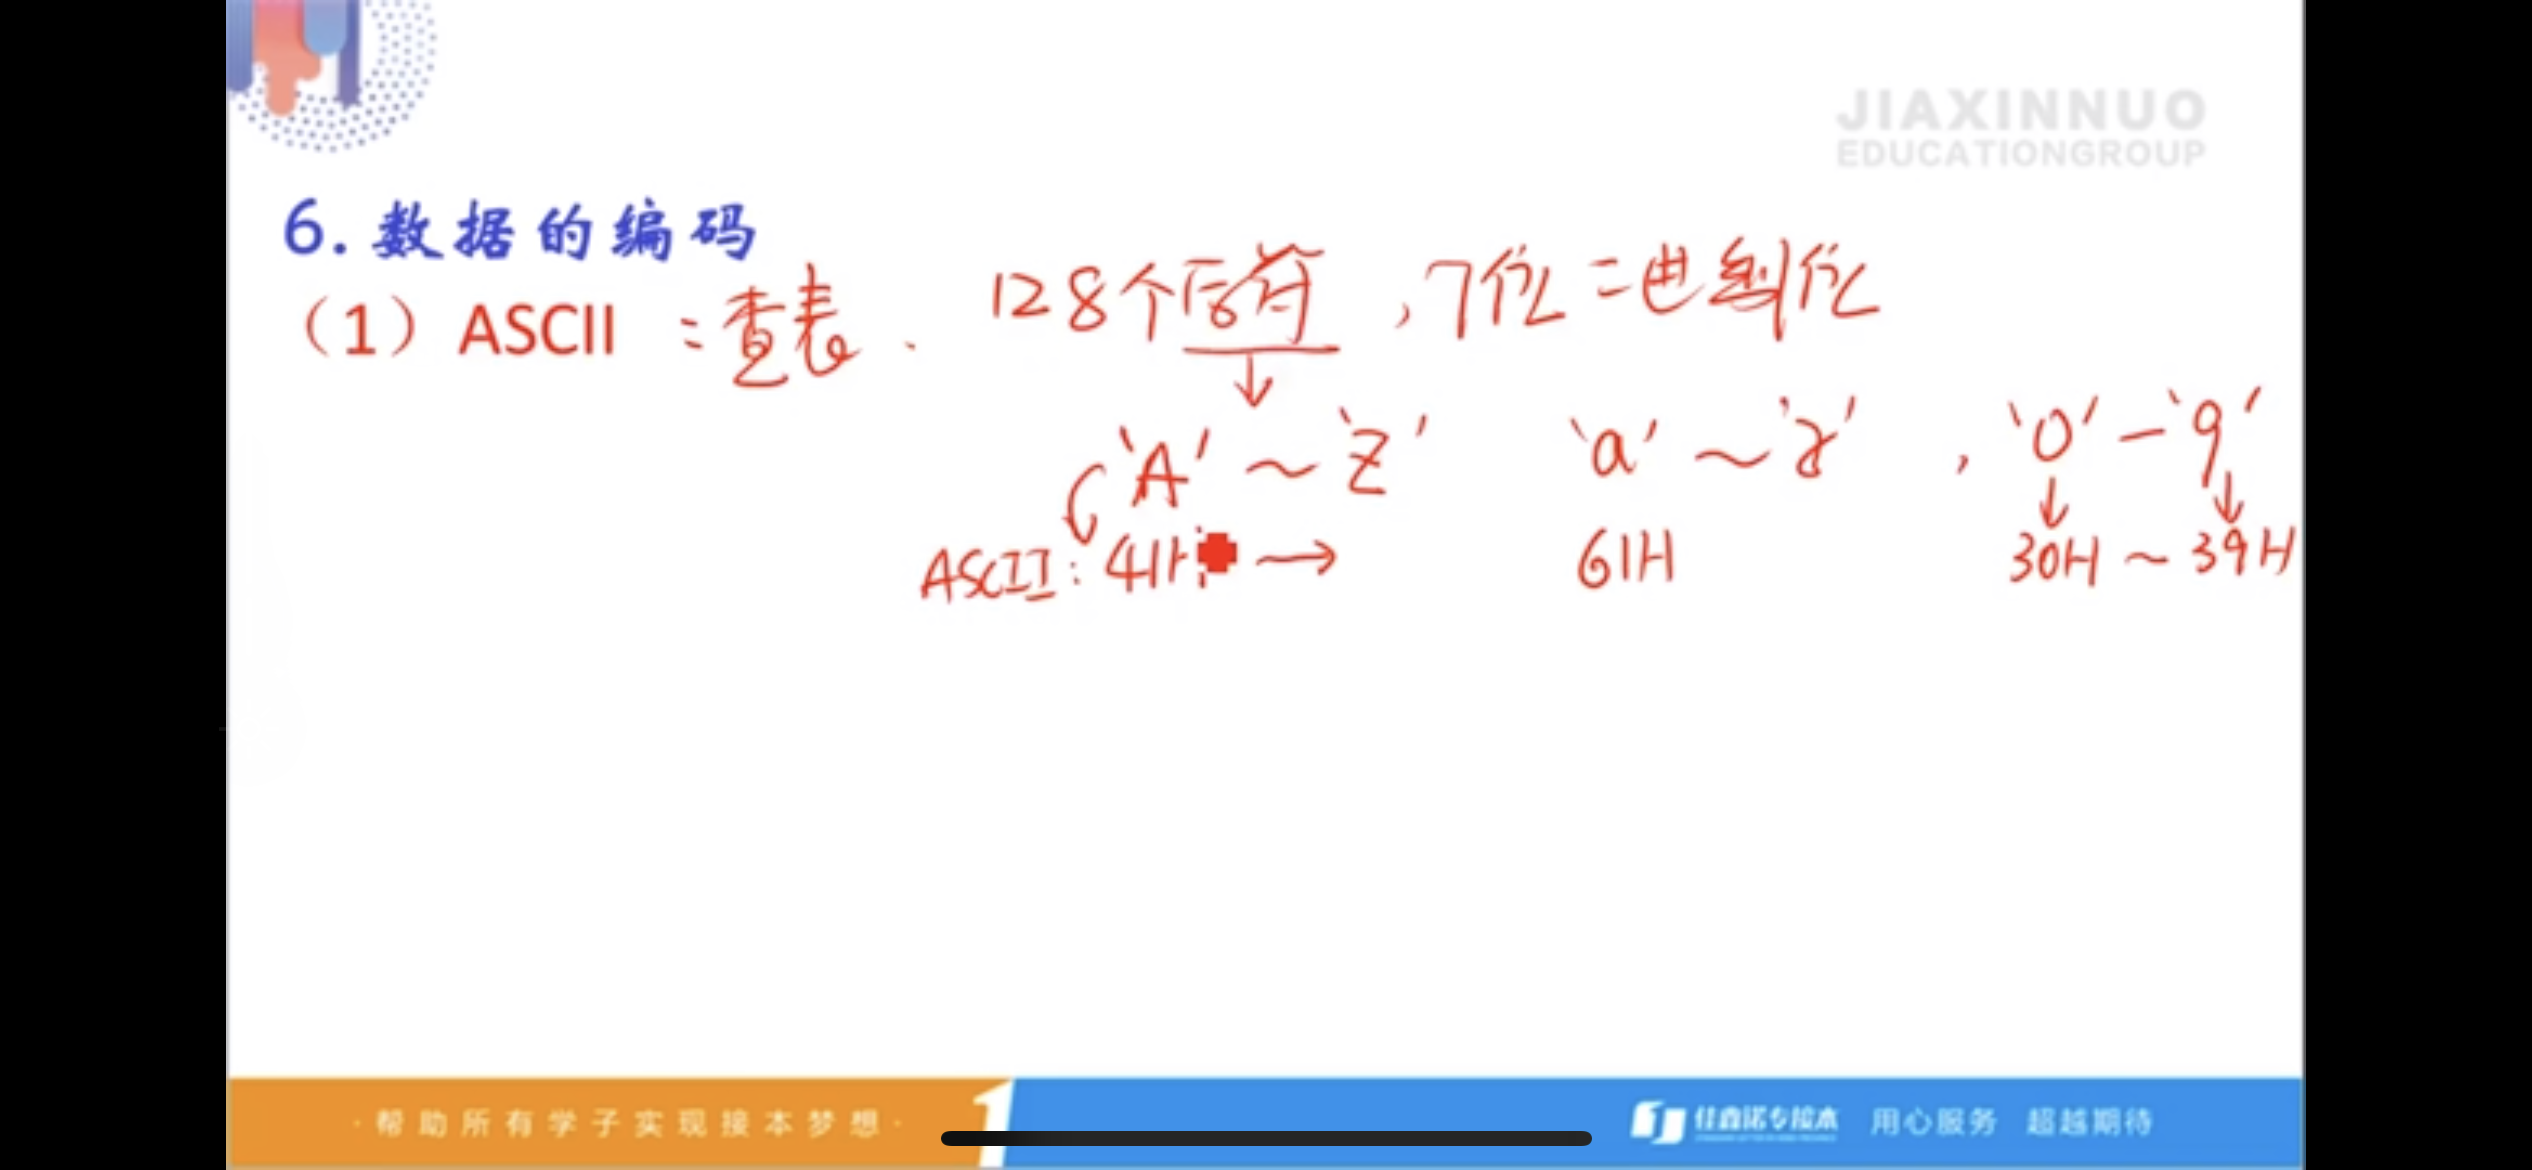 JIAXINNUO
EDUCATIONGROUP
6.数据的编码
（1）ASCII：查表. 128个符, 7位二进制位
'A' ~ 'Z' 'a' ~ 'z' , '0' - '9'
ASCII: 41H → 61H 30H ~ 39H
·帮助所有学子实现接本梦想·
佳鑫诺专接本 用心服务 超越期待